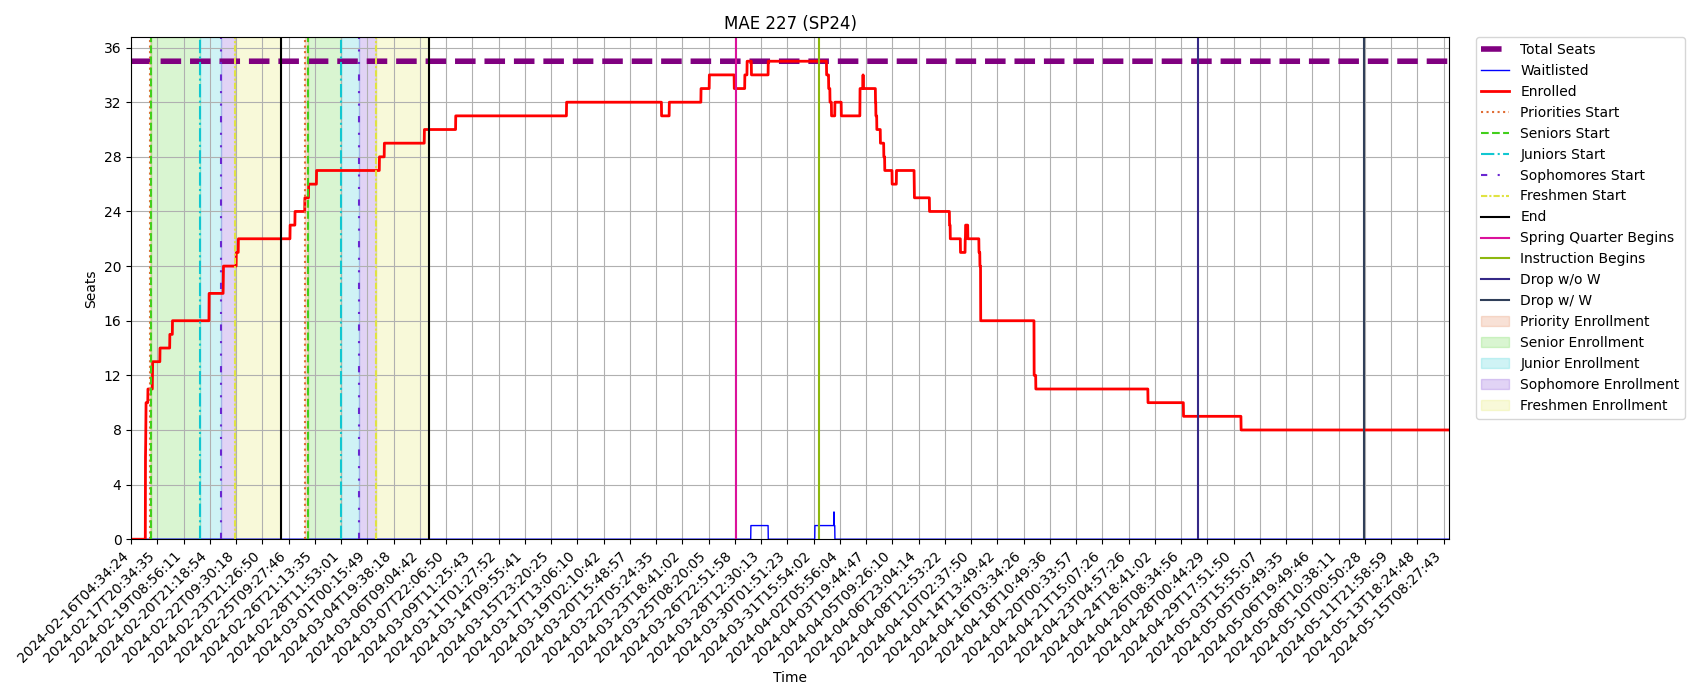 MAE 227 (SP24)
Seats
36
32
28
24
20
16
12
8
4
0
2024-02-16T04:34:24
2024-02-17T20:34:35
2024-02-19T08:56:11
2024-02-20T21:18:54
2024-02-22T09:30:18
2024-02-23T21:26:50
2024-02-25T09:27:46
2024-02-26T21:13:35
2024-02-28T11:53:01
2024-03-01T00:15:49
2024-03-04T19:38:18
2024-03-06T09:04:42
2024-03-07T22:06:50
2024-03-09T11:25:43
2024-03-11T01:27:52
2024-03-14T09:55:41
2024-03-15T23:20:25
2024-03-17T13:06:10
2024-03-19T02:10:42
2024-03-20T15:48:57
2024-03-22T05:24:35
2024-03-23T18:41:02
2024-03-25T08:20:05
2024-03-26T22:51:58
2024-03-28T12:30:13
2024-03-30T01:51:23
2024-03-31T15:54:02
2024-04-02T05:56:04
2024-04-03T19:44:47
2024-04-05T09:26:10
2024-04-06T23:04:14
2024-04-08T12:53:22
2024-04-10T02:37:50
2024-04-14T13:49:42
2024-04-16T03:34:26
2024-04-18T10:49:36
2024-04-20T00:33:57
2024-04-21T15:07:26
2024-04-23T04:57:26
2024-04-24T18:41:02
2024-04-26T08:34:56
2024-04-28T00:44:29
2024-04-29T17:51:50
2024-05-03T15:55:07
2024-05-05T05:49:35
2024-05-06T19:49:46
2024-05-08T10:38:11
2024-05-10T00:50:28
2024-05-11T21:58:59
2024-05-13T18:24:48
2024-05-15T08:27:43
Time
Total Seats
Waitlisted
Enrolled
Priorities Start
Seniors Start
Juniors Start
Sophomores Start
Freshmen Start
End
Spring Quarter Begins
Instruction Begins
Drop w/o W
Drop w/ W
Priority Enrollment
Senior Enrollment
Junior Enrollment
Sophomore Enrollment
Freshmen Enrollment